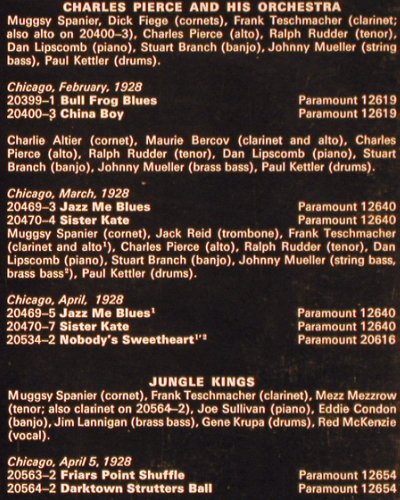 CHARLES PIERCE AND HIS ORCHESTRA
Muggsy Spanier, Dick Fiege (cornets), Frank Teschmacher (clarinet;
also alto on 20400–3), Charles Pierce (alto), Ralph Rudder (tenor),
Dan Lipscomb (piano), Stuart Branch (banjo), Johnny Mueller (string
bass), Paul Kettler (drums).
Chicago, February, 1928
20399–1 Bull Frog Blues Paramount 12619
20400–3 China Boy Paramount 12619
Charlie Altier (cornet), Maurie Bercov (clarinet and alto), Charles
Pierce (alto), Ralph Rudder (tenor), Dan Lipscomb (piano), Stuart
Branch (banjo), Johnny Mueller (brass bass), Paul Kettler (drums).
Chicago, March, 1928
20469–3 Jazz Me Blues Paramount 12640
20470–4 Sister Kate Paramount 12640
Muggsy Spanier (cornet), Jack Reid (trombone), Frank Teschmacher
(clarinet and alto¹), Charles Pierce (alto), Ralph Rudder (tenor), Dan
Lipscomb (piano), Stuart Branch (banjo), Johnny Mueller (string bass,
brass bass²), Paul Kettler (drums).
Chicago, April, 1928
20469–5 Jazz Me Blues¹ Paramount 12640
20470–7 Sister Kate Paramount 12640
20534–2 Nobody's Sweetheart¹'² Paramount 20616
JUNGLE KINGS
Muggsy Spanier (cornet), Frank Teschmacher (clarinet), Mezz Mezzrow
(tenor; also clarinet on 20564–2), Joe Sullivan (piano), Eddie Condon
(banjo), Jim Lannigan (brass bass), Gene Krupa (drums), Red McKenzie
(vocal).
Chicago, April 5, 1928
20563–2 Friars Point Shuffle Paramount 12654
20564–2 Darktown Strutters Ball Paramount 12654